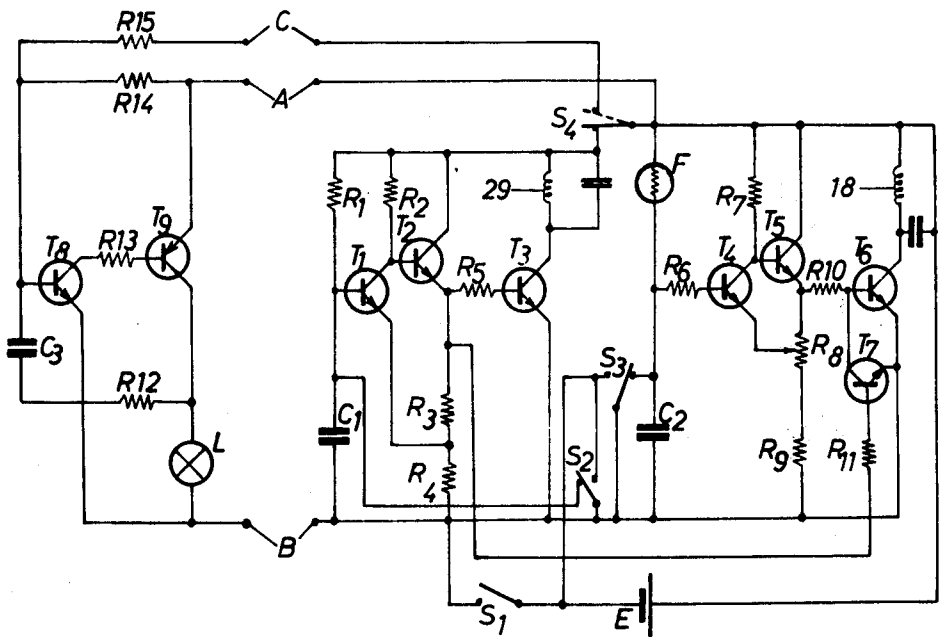 R15
C
R14
A
S4
F
R1
R2
29
R7
18
T9
T8
R13
T1
T2
T3
R5
R6
T4
T5
R10
T6
C3
R12
R3
C1
S3
R8
T7
C2
L
R4
S2
R9
R11
B
S1
E